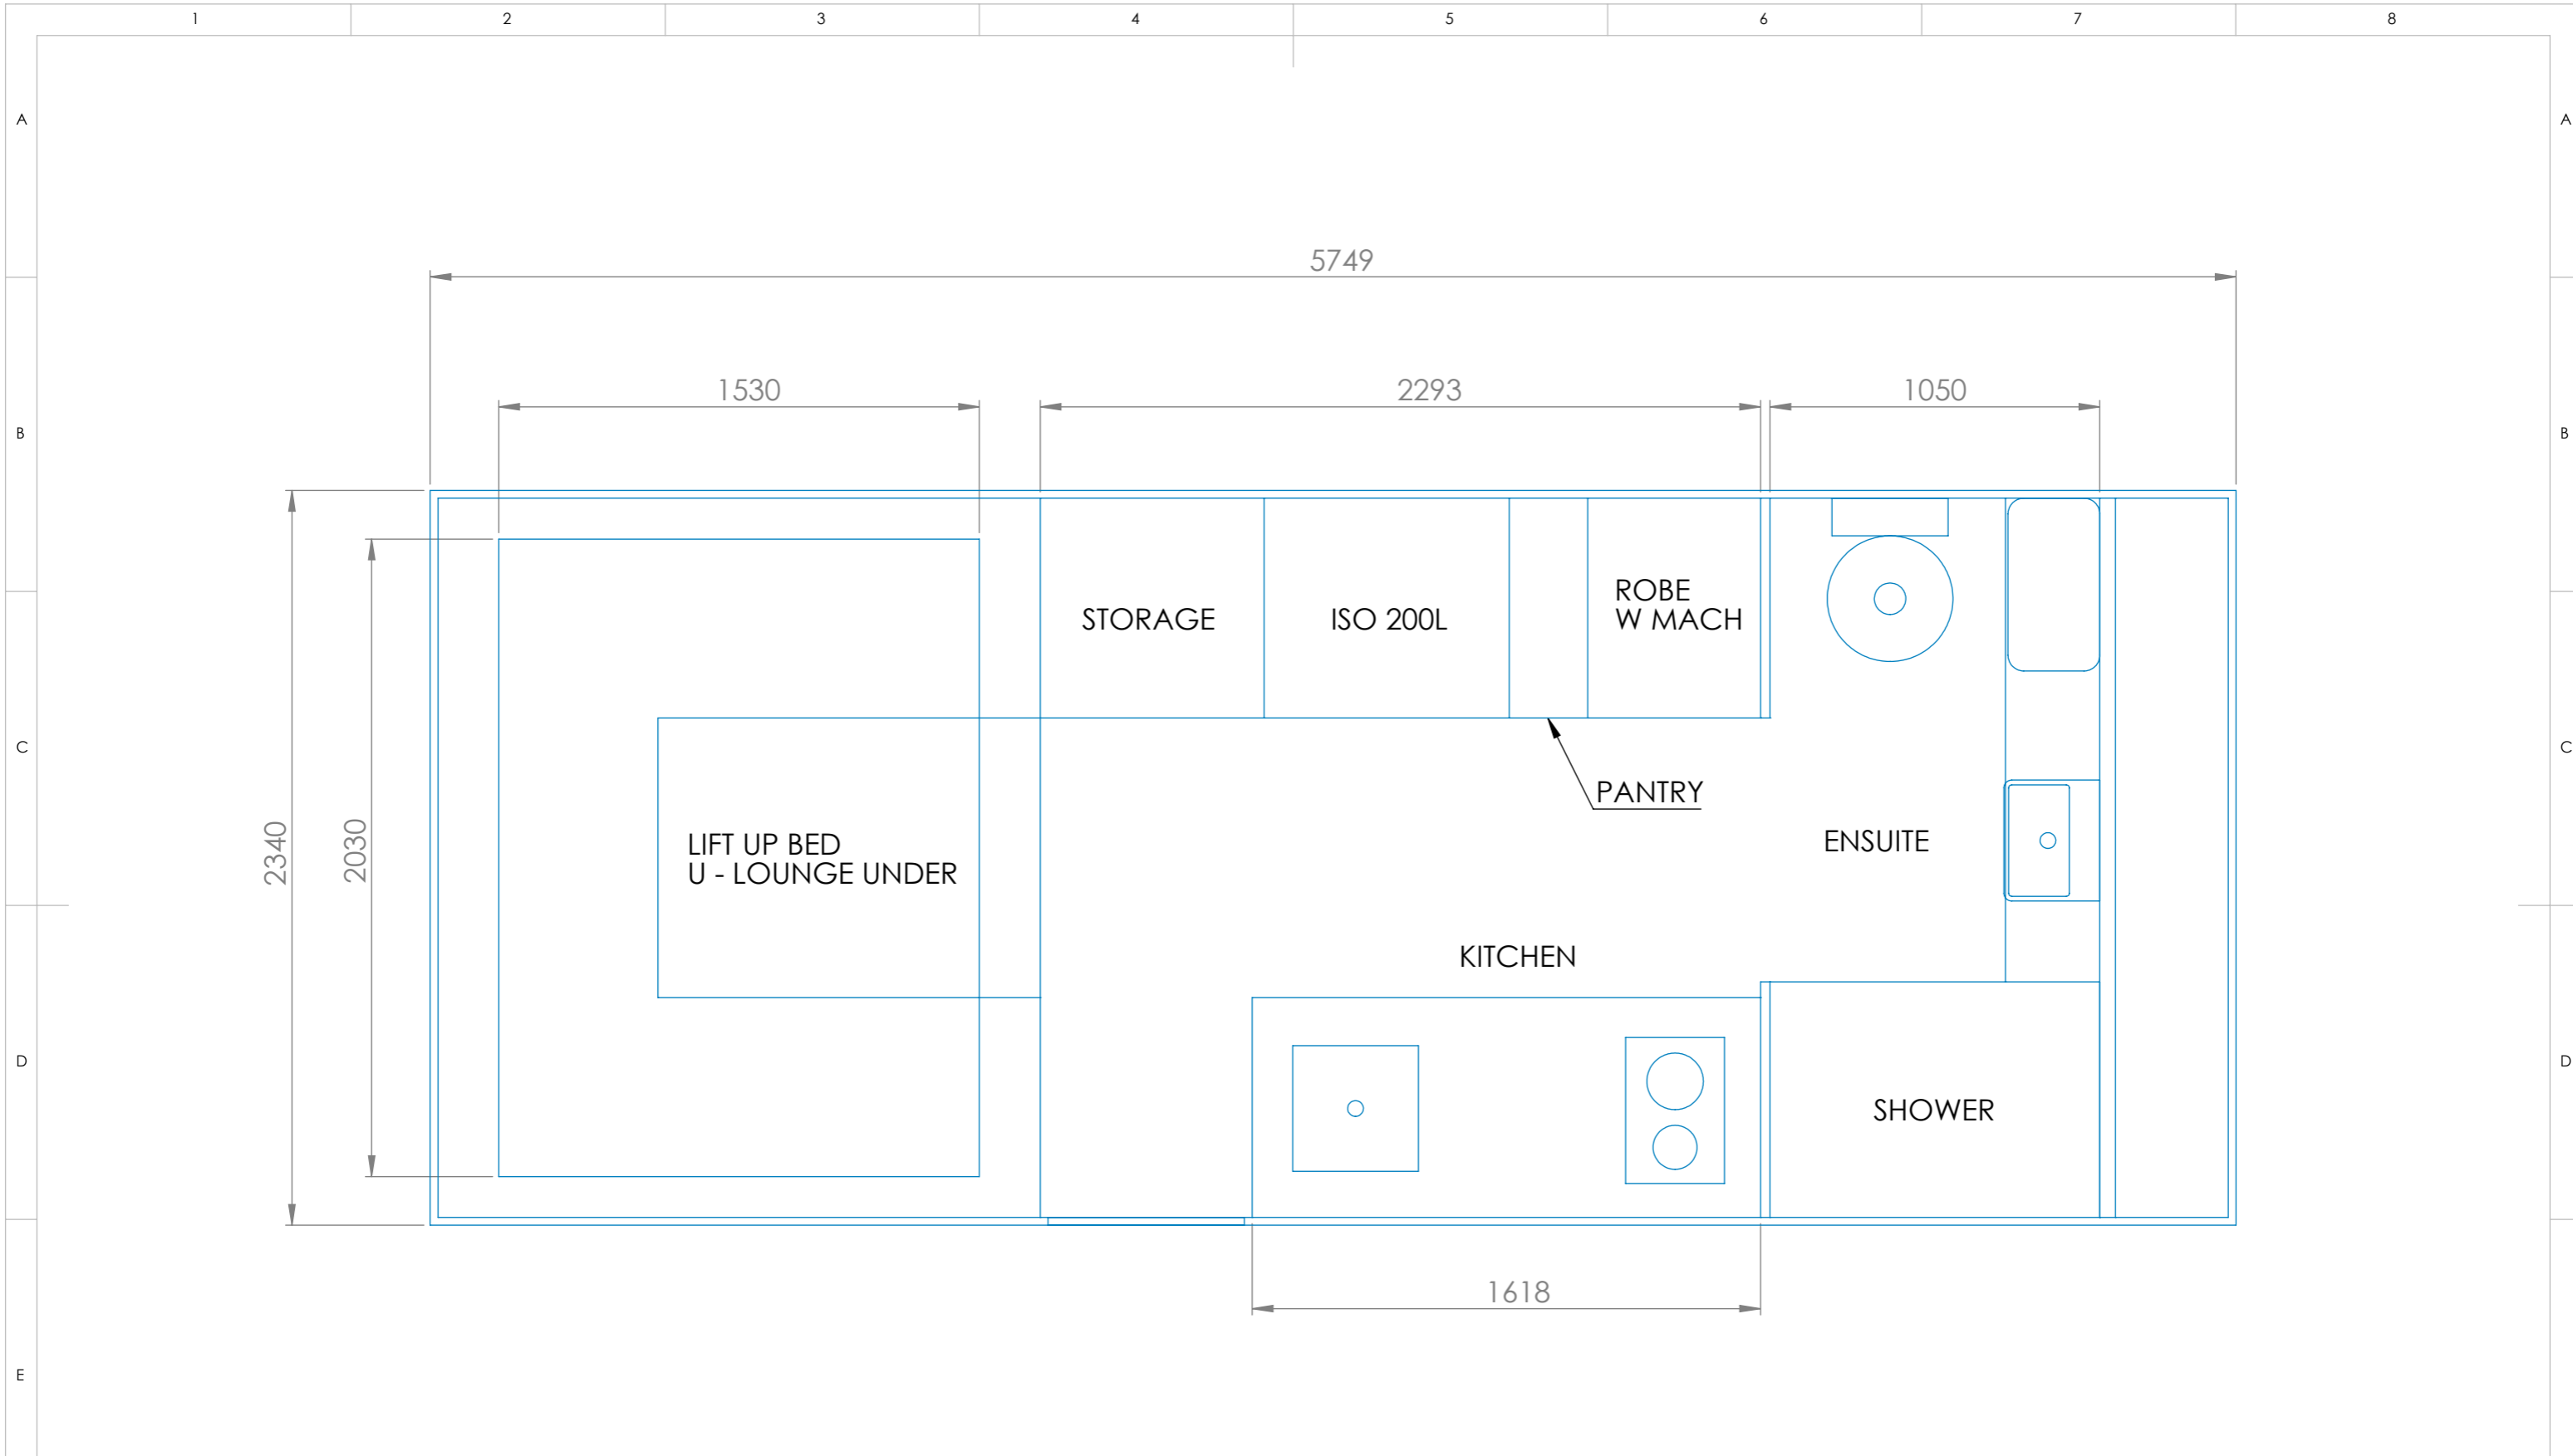 1 2 3 4 5 6 7 8
A A
5749
1530 2293 1050
B B
ROBE
W MACH
STORAGE ISO 200L
C C
PANTRY
2340 2030
LIFT UP BED
U - LOUNGE UNDER
ENSUITE
KITCHEN
D D
SHOWER
1618
E